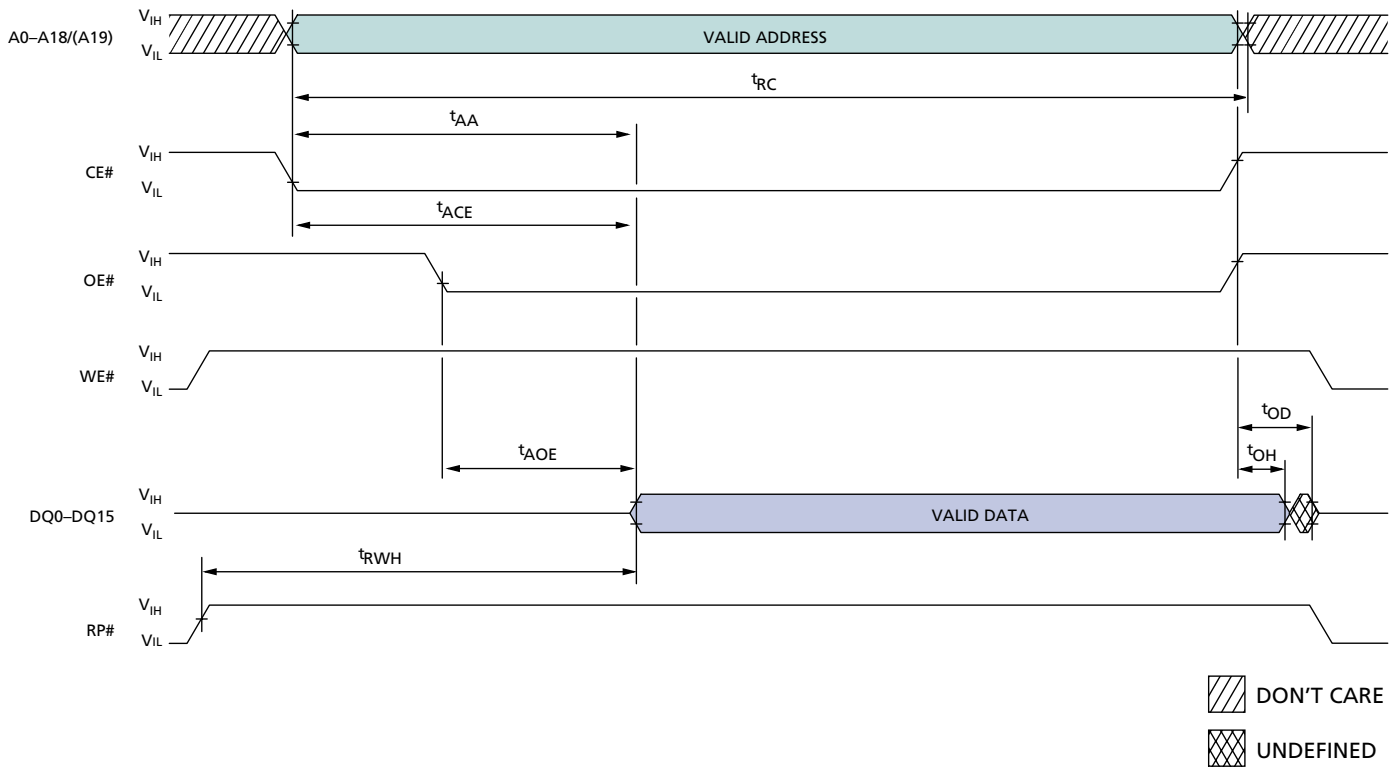 A0–A18/(A19)
VIH
VIL
VALID ADDRESS
tRC
tAA
CE#
VIH
VIL
tACE
OE#
VIH
VIL
WE#
VIH
VIL
tOD
tAOE
tOH
DQ0–DQ15
VIH
VIL
VALID DATA
tRWH
RP#
VIH
VIL
DON'T CARE
UNDEFINED